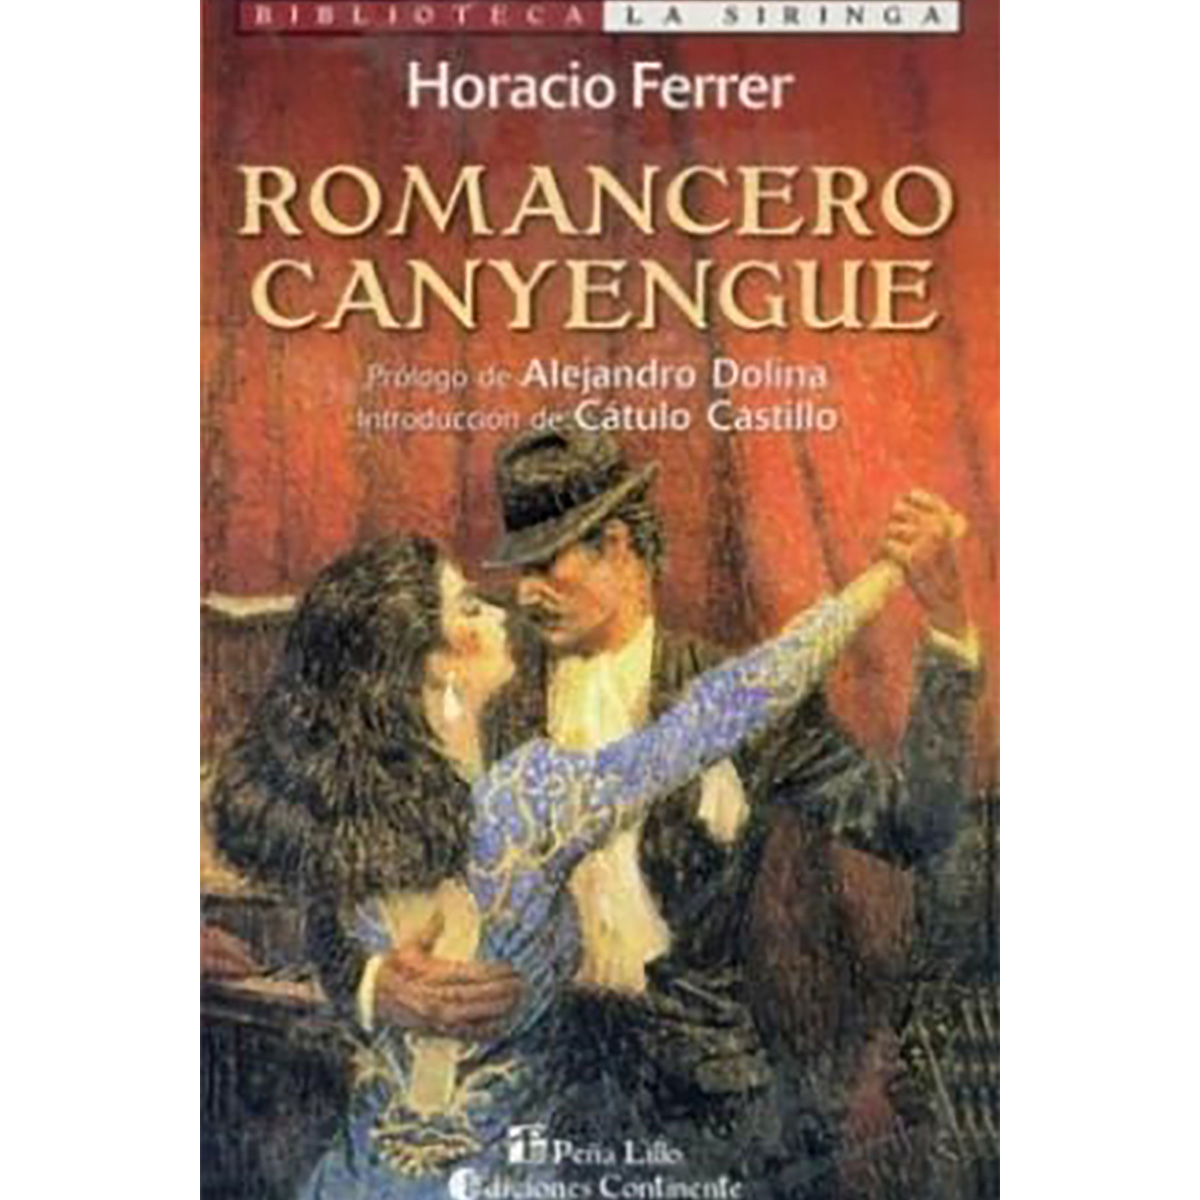 BIBLIOTECA LA SIRINGA
Horacio Ferrer
ROMANCERO
CANYENGUE
Prólogo de Alejandro Dolina
Introducción de Cátulo Castillo
Peña Lillo
Ediciones Continente